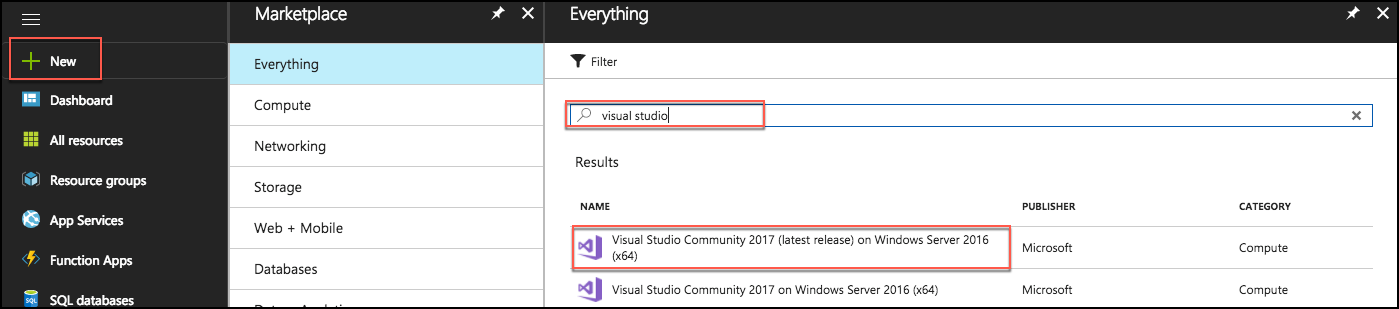 New
Dashboard
All resources
Resource groups
App Services
Function Apps
SQL databases
Marketplace
Everything
Compute
Networking
Storage
Web + Mobile
Databases
Everything
Filter
visual studio
Results
NAME PUBLISHER CATEGORY
Visual Studio Community 2017 (latest release) on Windows Server 2016
(x64)
Microsoft Compute
Visual Studio Community 2017 on Windows Server 2016 (x64) Microsoft Compute